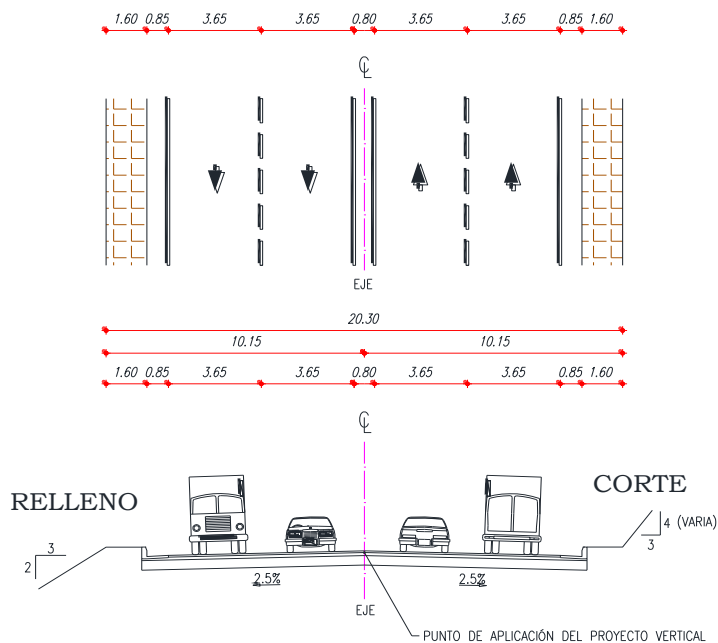 1.60 0.85 3.65 3.65 0.80 3.65 3.65 0.85 1.60
℄
EJE
20.30
10.15 10.15
1.60 0.85 3.65 3.65 0.80 3.65 3.65 0.85 1.60
℄
RELLENO
CORTE
4 (VARIA)
3
3
2
2.5% 2.5%
EJE
PUNTO DE APLICACIÓN DEL PROYECTO VERTICAL